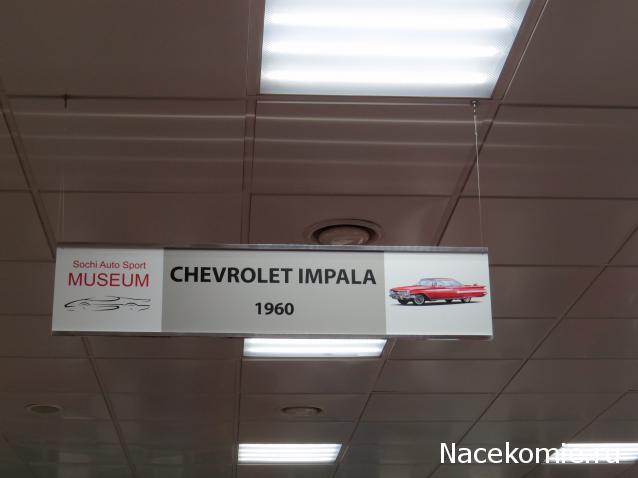 Sochi Auto Sport
MUSEUM
CHEVROLET IMPALA
1960
Nacekomie.ru